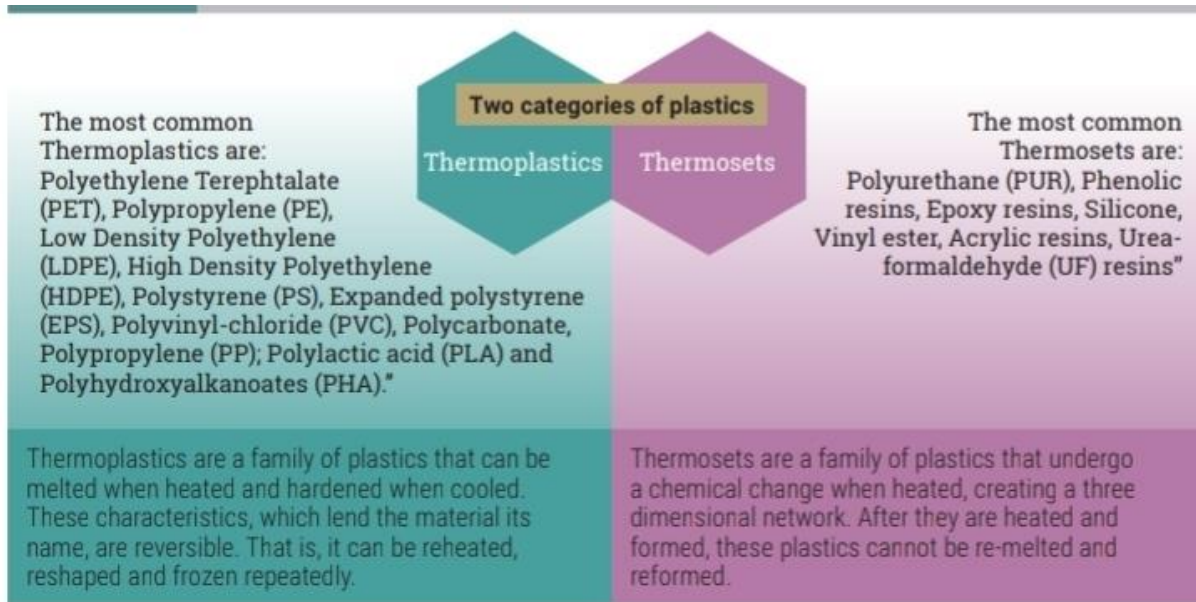 Two categories of plastics
Thermoplastics
Thermosets
The most common
Thermoplastics are:
Polyethylene Terephtalate
(PET), Polypropylene (PE),
Low Density Polyethylene
(LDPE), High Density Polyethylene
(HDPE), Polystyrene (PS), Expanded polystyrene
(EPS), Polyvinyl-chloride (PVC), Polycarbonate,
Polypropylene (PP); Polylactic acid (PLA) and
Polyhydroxyalkanoates (PHA).”
The most common
Thermosets are:
Polyurethane (PUR), Phenolic
resins, Epoxy resins, Silicone,
Vinyl ester, Acrylic resins, Urea-
formaldehyde (UF) resins”
Thermoplastics are a family of plastics that can be
melted when heated and hardened when cooled.
These characteristics, which lend the material its
name, are reversible. That is, it can be reheated,
reshaped and frozen repeatedly.
Thermosets are a family of plastics that undergo
a chemical change when heated, creating a three
dimensional network. After they are heated and
formed, these plastics cannot be re-melted and
reformed.